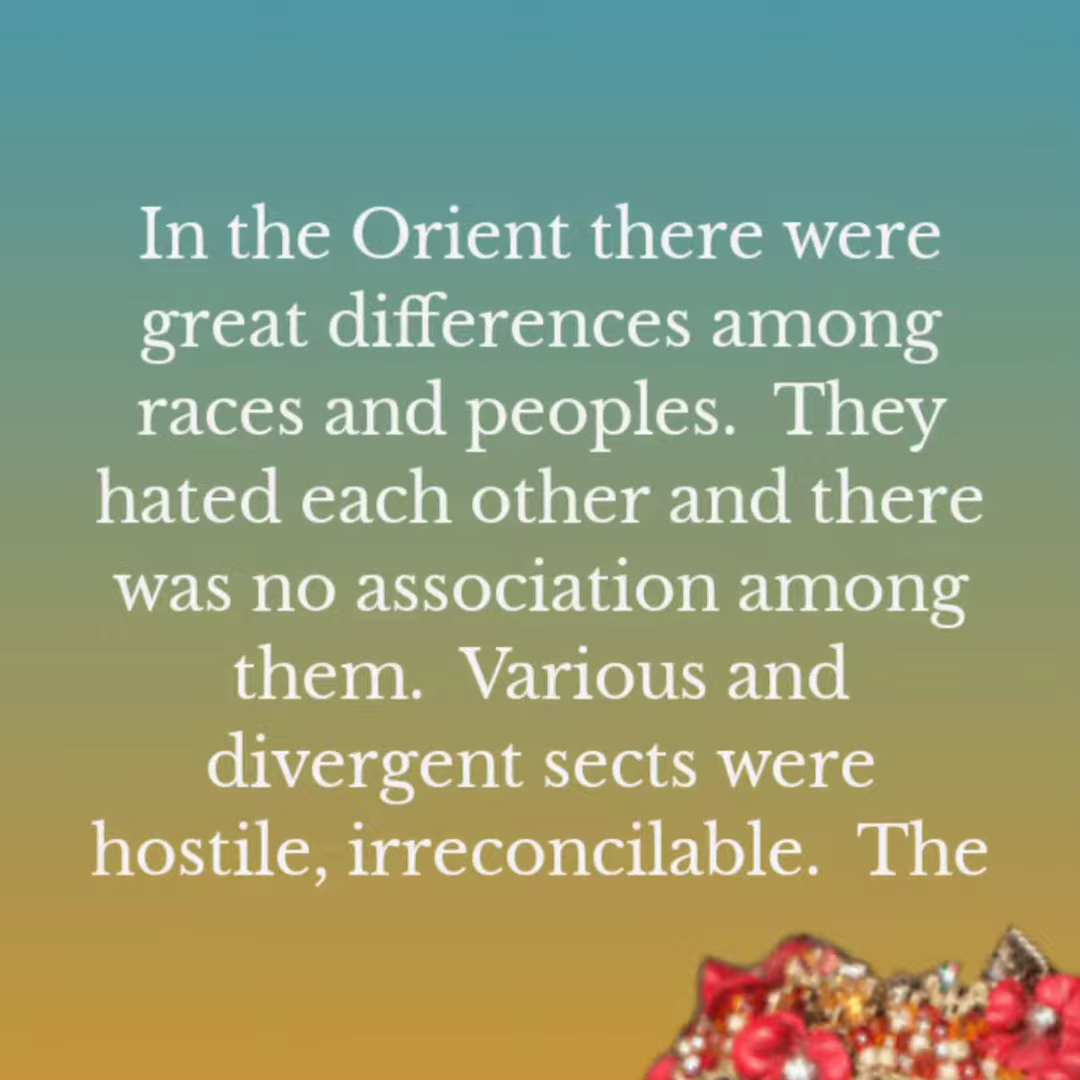 In the Orient there were
great differences among
races and peoples.  They
hated each other and there
was no association among
them.  Various and
divergent sects were
hostile, irreconcilable.  The